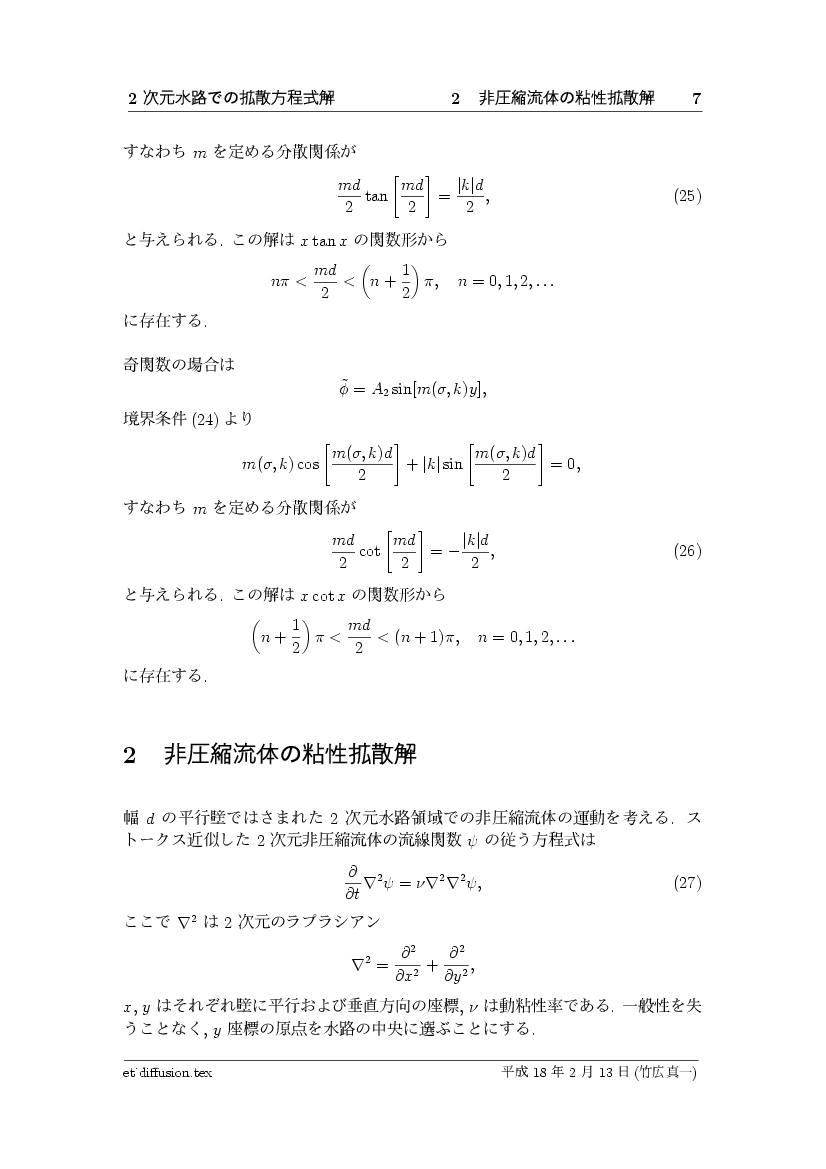 2 次元水路での拡散方程式解 2 非圧縮流体の粘性拡散解 7
すなわち m を定める分散関係が
\frac{md}{2} \tan\left[\frac{md}{2}\right] = \frac{|k|d}{2}, (25)
と与えられる. この解は x tan x の関数形から
n\pi < \frac{md}{2} < \left(n + \frac{1}{2}\right)\pi, n = 0, 1, 2, ...
に存在する.
奇関数の場合は
\tilde{\phi} = A_2 \sin[m(\sigma, k)y],
境界条件 (24) より
m(\sigma, k) \cos\left[\frac{m(\sigma, k)d}{2}\right] + |k| \sin\left[\frac{m(\sigma, k)d}{2}\right] = 0,
すなわち m を定める分散関係が
\frac{md}{2} \cot\left[\frac{md}{2}\right] = -\frac{|k|d}{2}, (26)
と与えられる. この解は x cot x の関数形から
\left(n + \frac{1}{2}\right)\pi < \frac{md}{2} < (n + 1)\pi, n = 0, 1, 2, ...
に存在する.
2 非圧縮流体の粘性拡散解
幅 d の平行壁ではさまれた 2 次元水路領域での非圧縮流体の運動を考える. ス
トークス近似した 2 次元非圧縮流体の流線関数 ψ の従う方程式は
\frac{\partial}{\partial t}\nabla^2\psi = \nu\nabla^2\nabla^2\psi, (27)
ここで ∇² は 2 次元のラプラシアン
\nabla^2 = \frac{\partial^2}{\partial x^2} + \frac{\partial^2}{\partial y^2},
x, y はそれぞれ壁に平行および垂直方向の座標, ν は動粘性率である. 一般性を失
うことなく, y 座標の原点を水路の中央に選ぶことにする.
et˙diffusion.tex 平成 18 年 2 月 13 日 (竹広真一)